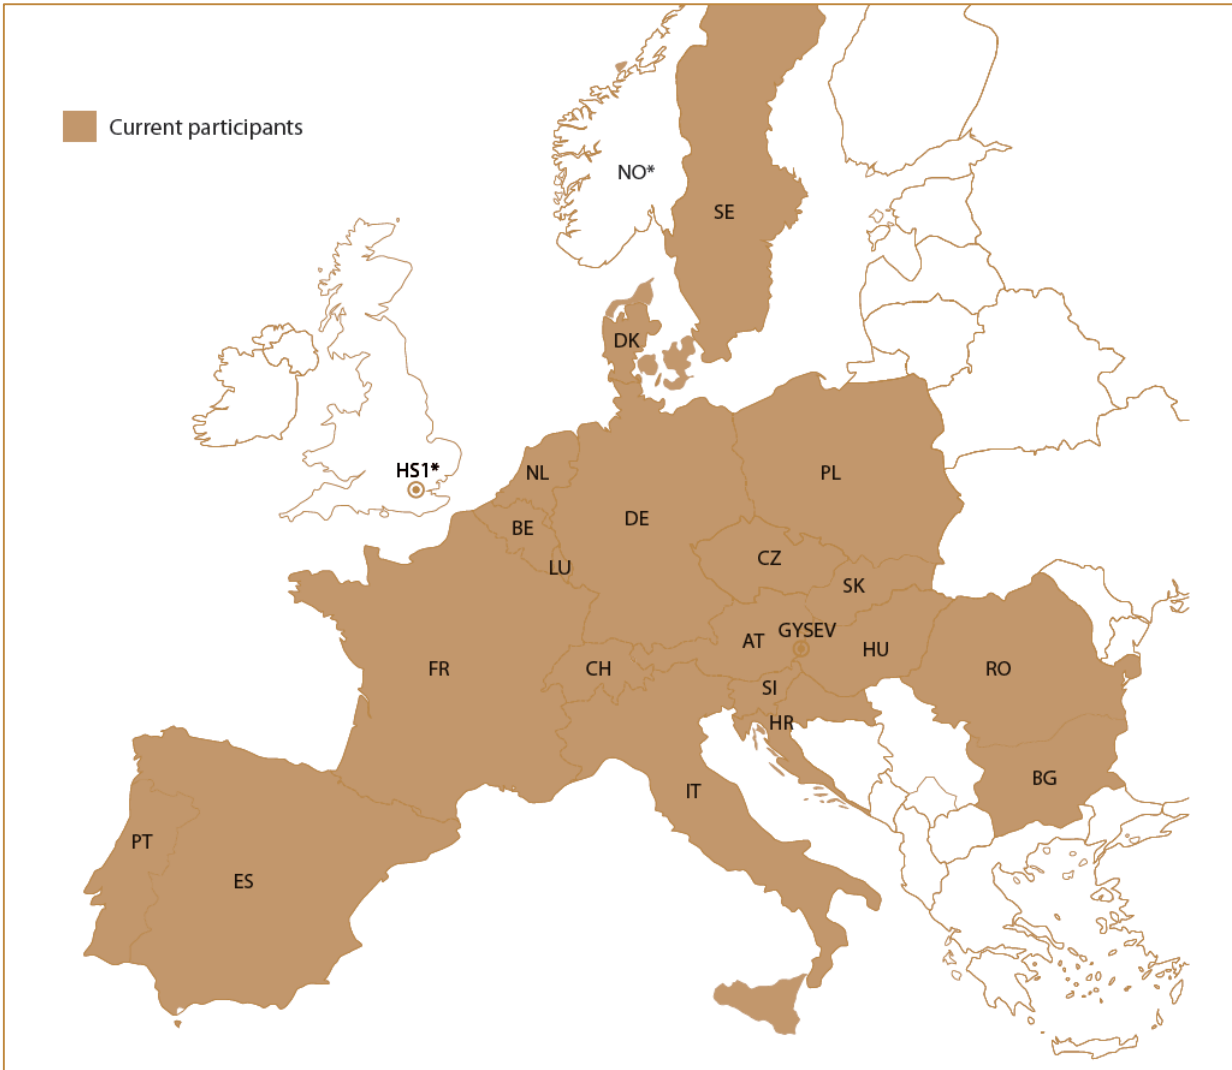 Current participants
NO*
SE
DK
HS1*
NL
PL
DE
BE
CZ
LU
SK
GYSEV
AT
HU
FR
CH
RO
SI
HR
BG
IT
PT
ES